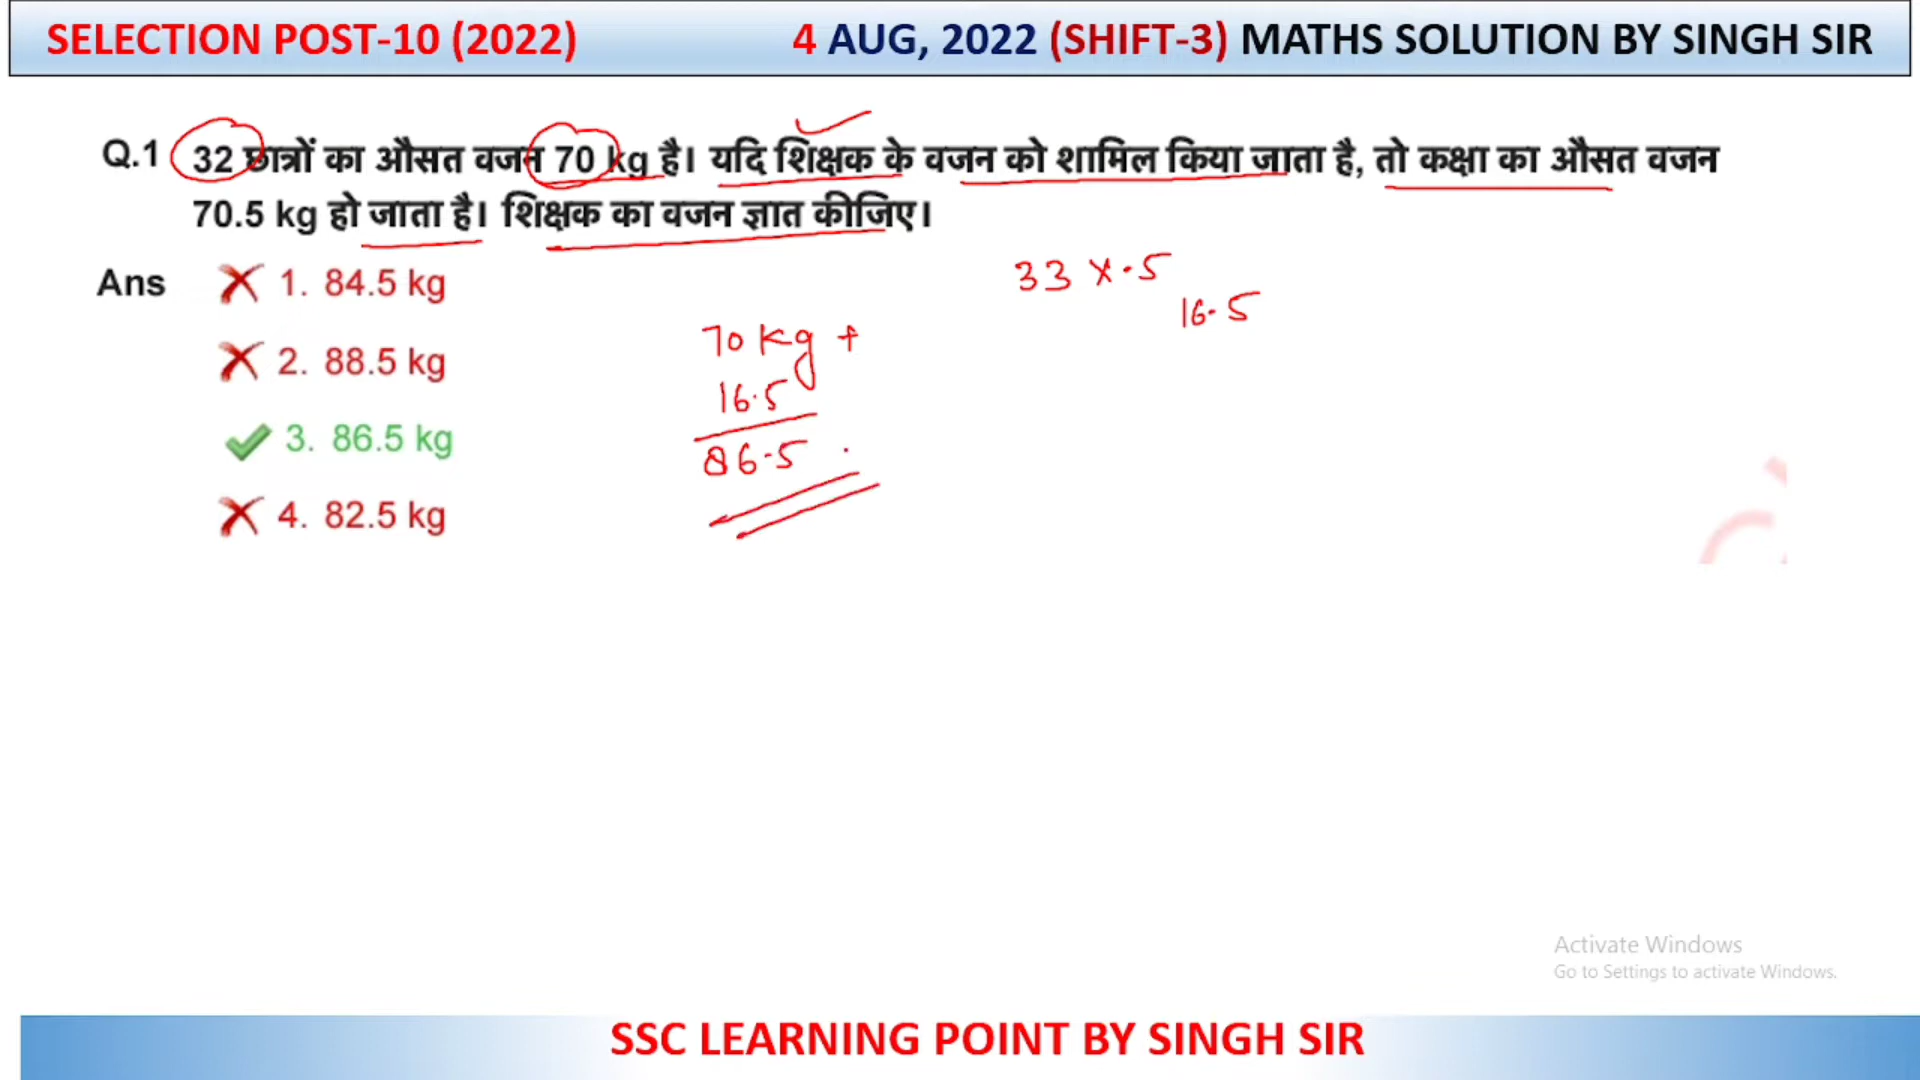 SELECTION POST-10 (2022) 4 AUG, 2022 (SHIFT-3) MATHS SOLUTION BY SINGH SIR
Q.1 32 छात्रों का औसत वजन 70 kg है। यदि शिक्षक के वजन को शामिल किया जाता है, तो कक्षा का औसत वजन
70.5 kg हो जाता है। शिक्षक का वजन ज्ञात कीजिए।
Ans 1. 84.5 kg
2. 88.5 kg
3. 86.5 kg
4. 82.5 kg
33 x .5
16.5
70 kg +
16.5
86.5
Activate Windows
Go to Settings to activate Windows.
SSC LEARNING POINT BY SINGH SIR